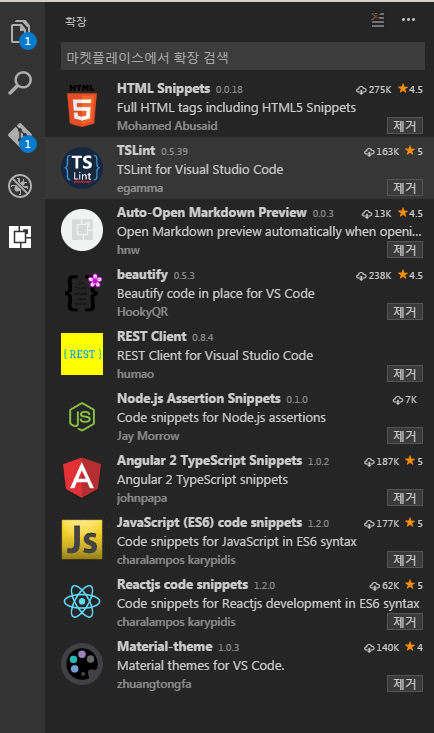 확장
1
마켓플레이스에서 확장 검색
HTML
HTML Snippets 0.0.18 275K ★4.5
5
Full HTML tags including HTML5 Snippets
Mohamed Abusaid 제거
1
TS
Lint
TSLint 0.5.39 163K ★5
TSLint for Visual Studio Code
egamma 제거
Auto-Open Markdown Preview 0.0.3 13K ★4.5
Open Markdown preview automatically when openi...
hnw 제거
beautify 0.5.3 238K ★4.5
Beautify code in place for VS Code
HookyQR 제거
{REST}
REST Client 0.8.4
REST Client for Visual Studio Code
humao 제거
JS
Node.js Assertion Snippets 0.1.0 7K
Code snippets for Node.js assertions
Jay Morrow 제거
A
Angular 2 TypeScript Snippets 1.0.2 187K ★5
Angular 2 TypeScript snippets
johnpapa 제거
Js
JavaScript (ES6) code snippets 1.2.0 177K ★5
Code snippets for JavaScript in ES6 syntax
charalampos karypidis 제거
Reactjs code snippets 1.2.0 62K ★5
Code snippets for Reactjs development in ES6 syntax
charalampos karypidis 제거
Material-theme 1.0.3 140K ★4
Material themes for VS Code.
zhuangtongfa 제거